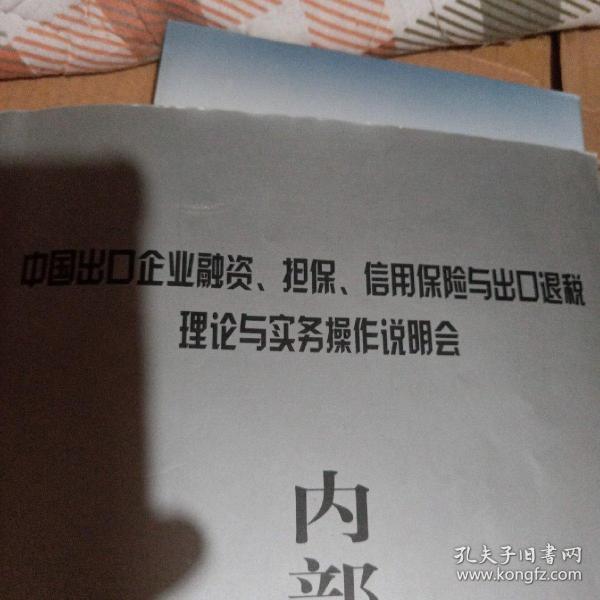 中国出口企业融资、担保、信用保险与出口退税
理论与实务操作说明会
内
部
孔夫子旧书网
www.kongfz.com